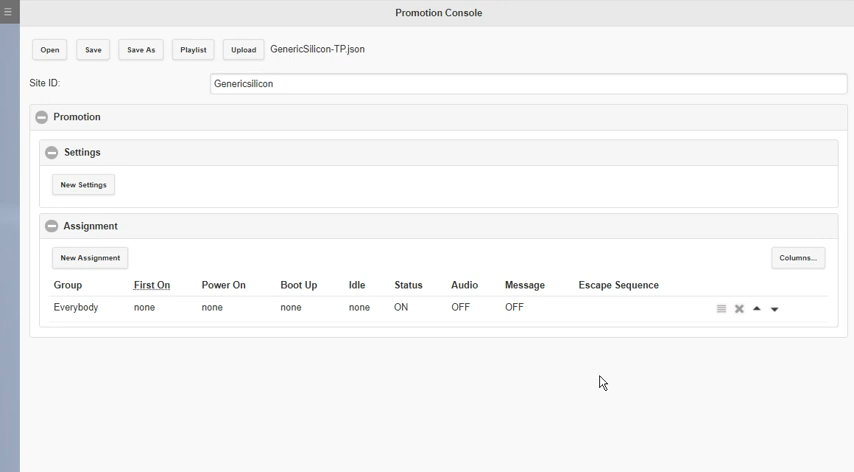 Promotion Console
Open Save Save As Playlist Upload GenericSilicon-TP.json
Site ID: Genericsilicon
Promotion
Settings
New Settings
Assignment
New Assignment Columns...
Group First On Power On Boot Up Idle Status Audio Message Escape Sequence
Everybody none none none none ON OFF OFF